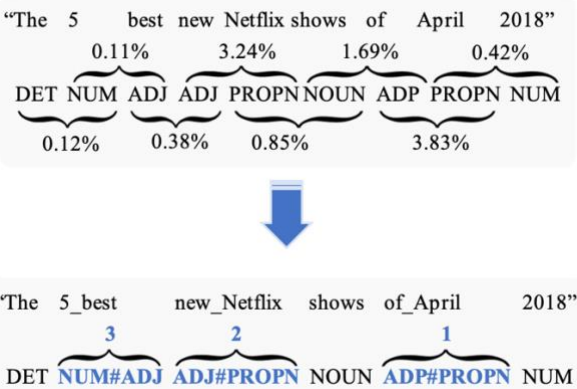 “The 5 best new Netflix shows of April 2018”
0.11% 3.24% 1.69% 0.42%
DET NUM ADJ ADJ PROPN NOUN ADP PROPN NUM
0.12% 0.38% 0.85% 3.83%
‘The 5_best new_Netflix shows of_April 2018”
3 2 1
DET NUM#ADJ ADJ#PROPN NOUN ADP#PROPN NUM